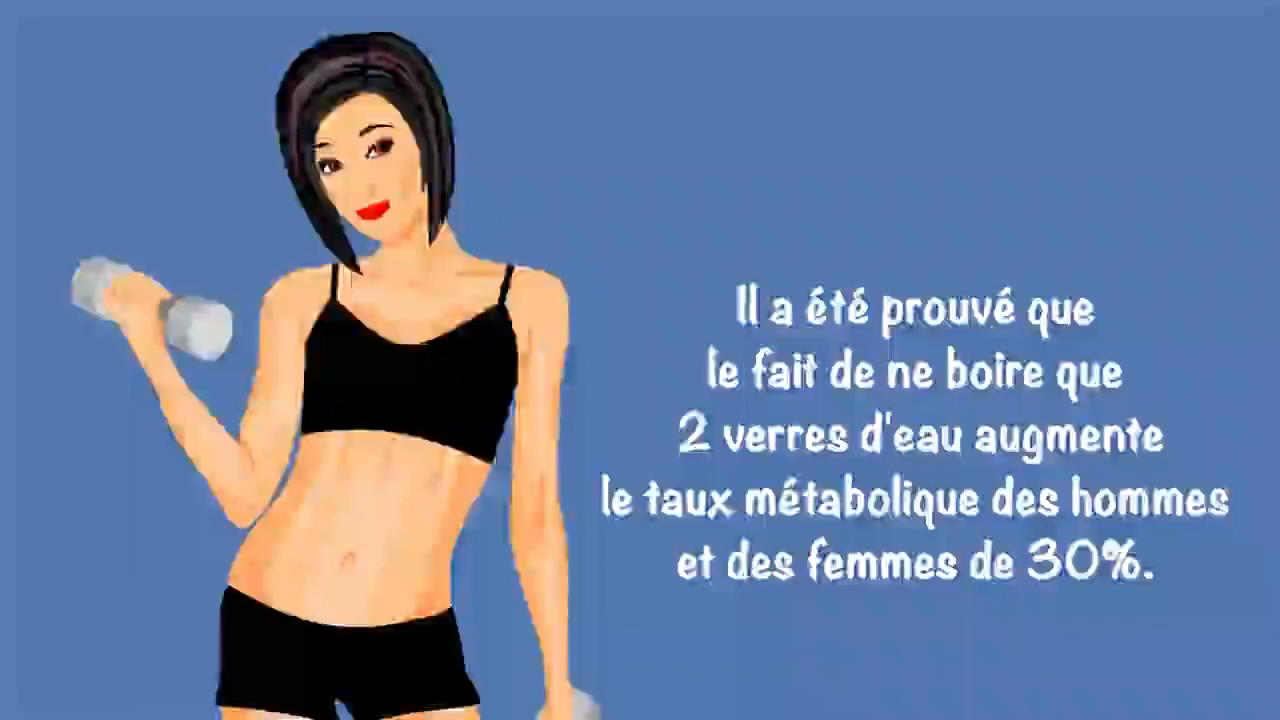 Il a été prouvé que
le fait de ne boire que
2 verres d'eau augmente
le taux métabolique des hommes
et des femmes de 30%.